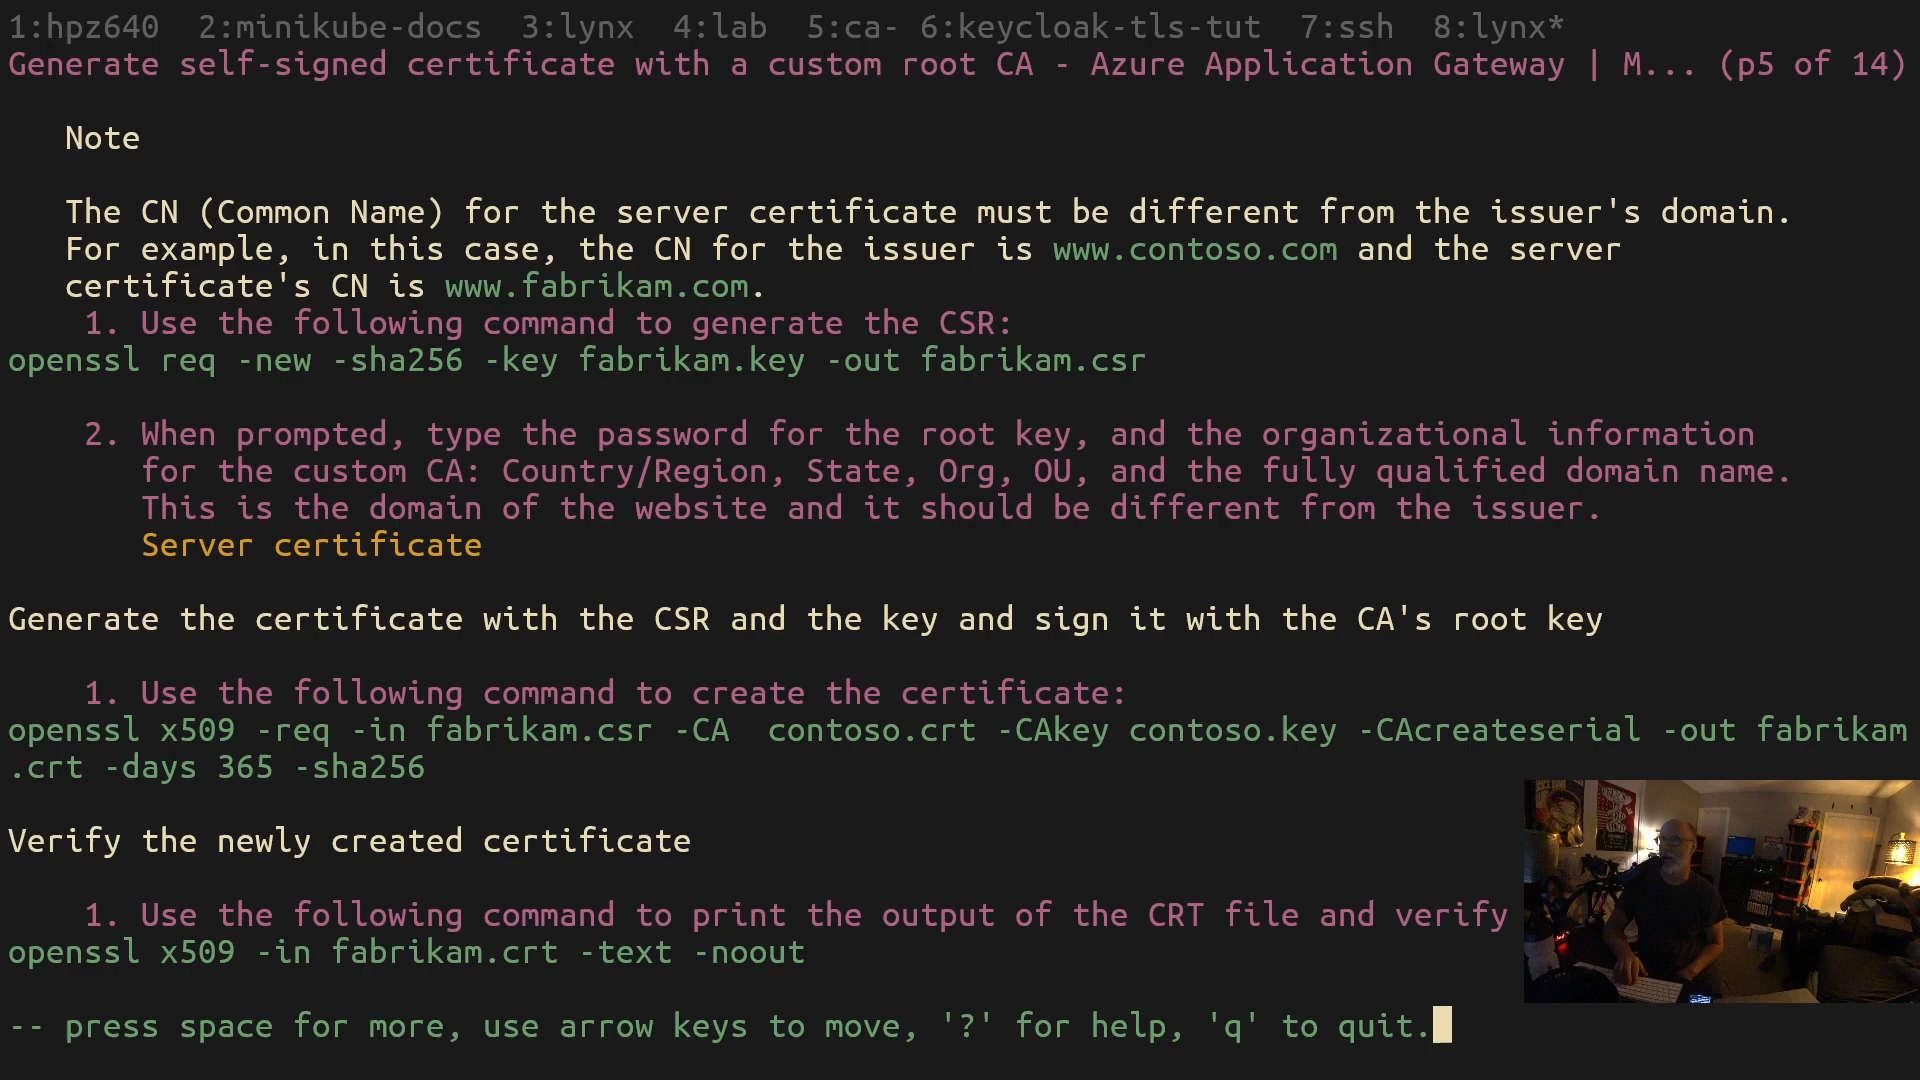 1:hpz640  2:minikube-docs  3:lynx  4:lab  5:ca- 6:keycloak-tls-tut  7:ssh  8:lynx*
Generate self-signed certificate with a custom root CA - Azure Application Gateway | M... (p5 of 14)
Note
The CN (Common Name) for the server certificate must be different from the issuer's domain.
For example, in this case, the CN for the issuer is www.contoso.com and the server
certificate's CN is www.fabrikam.com.
1. Use the following command to generate the CSR:
openssl req -new -sha256 -key fabrikam.key -out fabrikam.csr
2. When prompted, type the password for the root key, and the organizational information
for the custom CA: Country/Region, State, Org, OU, and the fully qualified domain name.
This is the domain of the website and it should be different from the issuer.
Server certificate
Generate the certificate with the CSR and the key and sign it with the CA's root key
1. Use the following command to create the certificate:
openssl x509 -req -in fabrikam.csr -CA  contoso.crt -CAkey contoso.key -CAcreateserial -out fabrikam
.crt -days 365 -sha256
Verify the newly created certificate
1. Use the following command to print the output of the CRT file and verify
openssl x509 -in fabrikam.crt -text -noout
-- press space for more, use arrow keys to move, '?' for help, 'q' to quit.